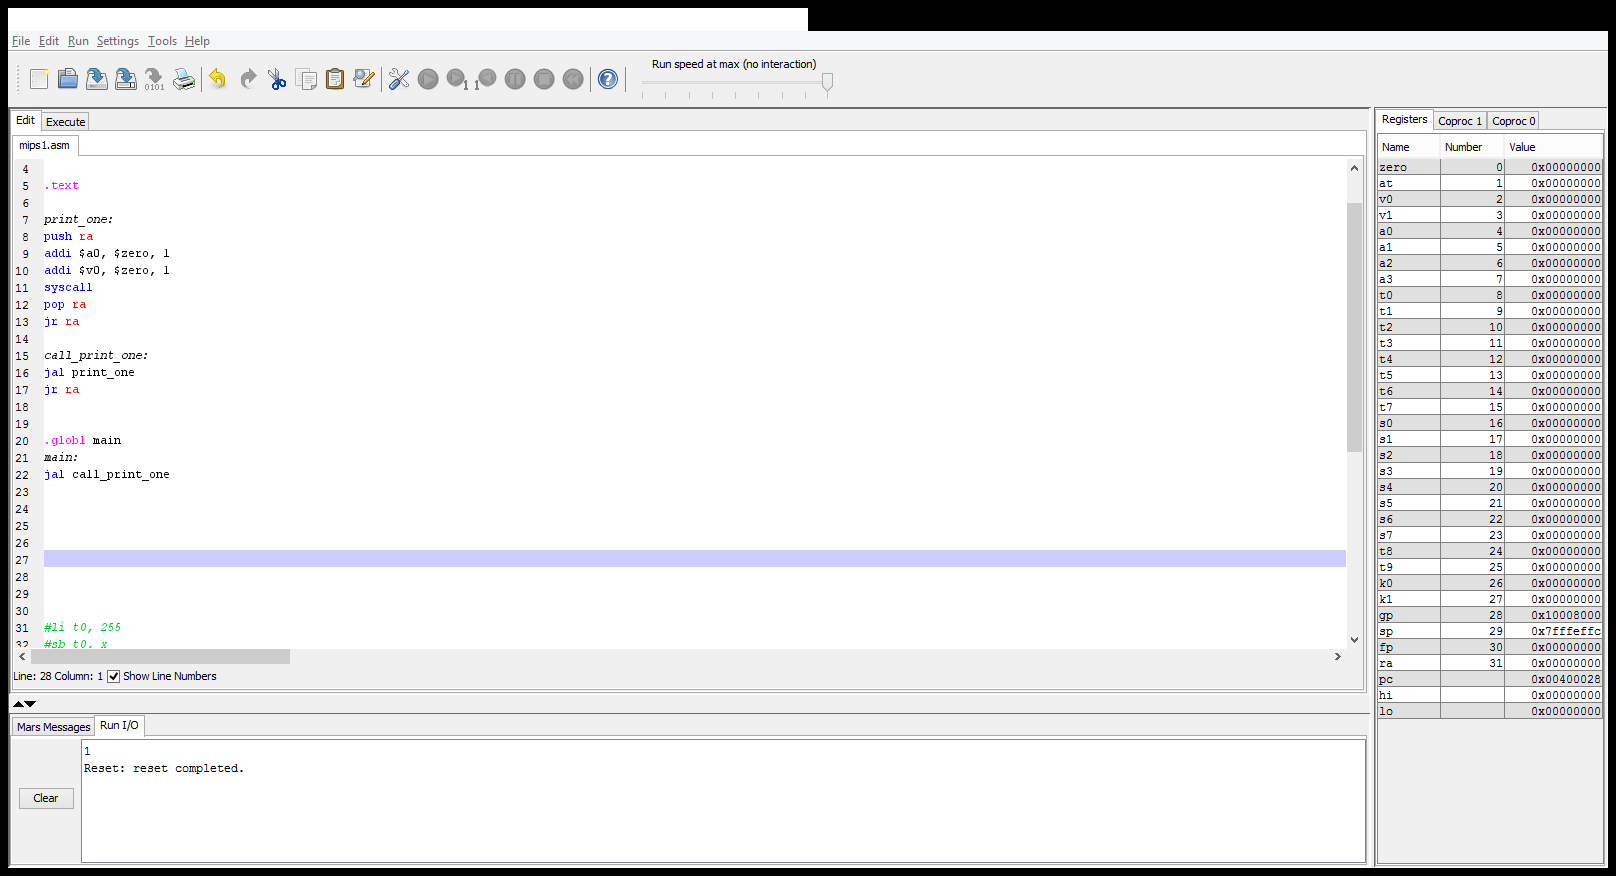 File Edit Run Settings Tools Help
Run speed at max (no interaction)
0101
1
1
Edit Execute
mips1.asm
4
5 .text
6
7 print_one:
8 push ra
9 addi $a0, $zero, 1
10 addi $v0, $zero, 1
11 syscall
12 pop ra
13 jr ra
14
15 call_print_one:
16 jal print_one
17 jr ra
18
19
20 .globl main
21 main:
22 jal call_print_one
23
24
25
26
27
28
29
30
31 #li t0, 255
32 #sb t0, x
Line: 28 Column: 1 Show Line Numbers
Mars Messages Run I/O
1
Reset: reset completed.
Clear
Registers Coproc 1 Coproc 0
Name Number Value
zero 0 0x00000000
at 1 0x00000000
v0 2 0x00000000
v1 3 0x00000000
a0 4 0x00000000
a1 5 0x00000000
a2 6 0x00000000
a3 7 0x00000000
t0 8 0x00000000
t1 9 0x00000000
t2 10 0x00000000
t3 11 0x00000000
t4 12 0x00000000
t5 13 0x00000000
t6 14 0x00000000
t7 15 0x00000000
s0 16 0x00000000
s1 17 0x00000000
s2 18 0x00000000
s3 19 0x00000000
s4 20 0x00000000
s5 21 0x00000000
s6 22 0x00000000
s7 23 0x00000000
t8 24 0x00000000
t9 25 0x00000000
k0 26 0x00000000
k1 27 0x00000000
gp 28 0x10008000
sp 29 0x7fffeffc
fp 30 0x00000000
ra 31 0x00000000
pc 0x00400028
hi 0x00000000
lo 0x00000000